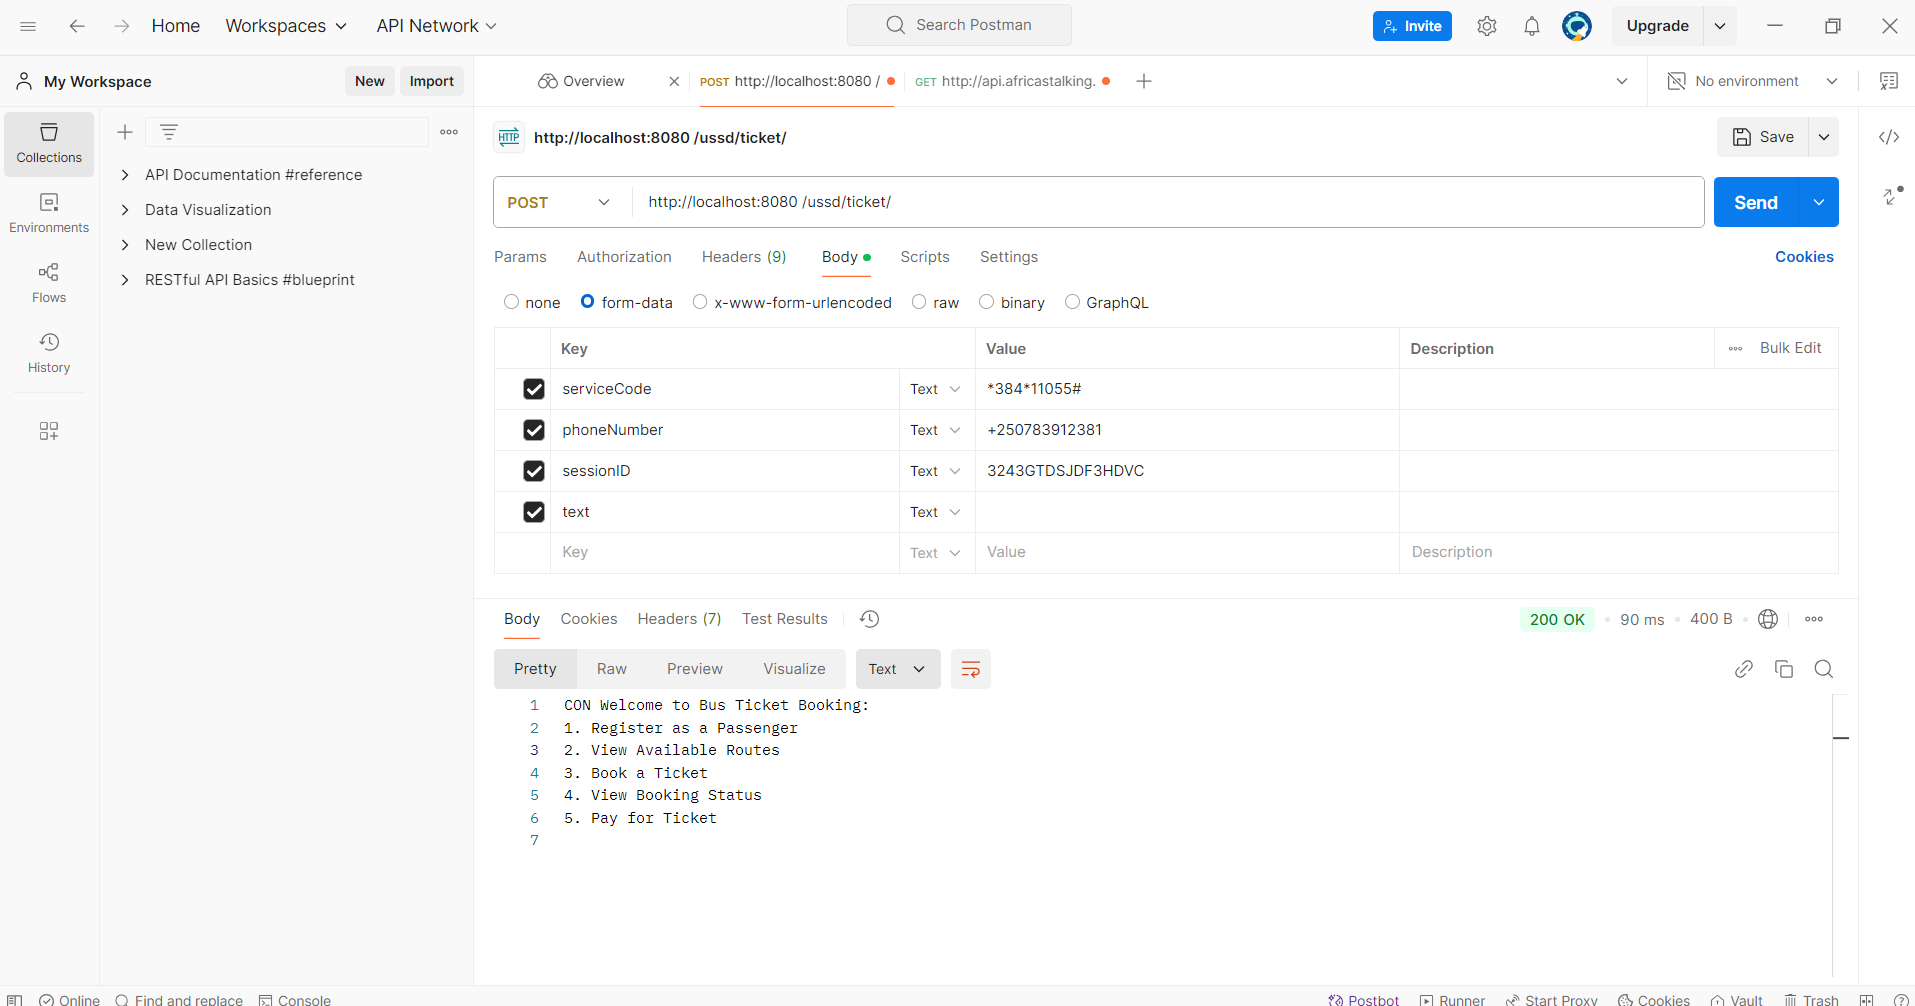 Home Workspaces API Network Search Postman Invite Upgrade
My Workspace New Import Overview POST http://localhost:8080 / GET http://api.africastalking. No environment
Collections
Environments
Flows
History
API Documentation #reference
Data Visualization
New Collection
RESTful API Basics #blueprint
HTTP http://localhost:8080 /ussd/ticket/ Save
POST http://localhost:8080 /ussd/ticket/ Send
Params Authorization Headers (9) Body Scripts Settings Cookies
none form-data x-www-form-urlencoded raw binary GraphQL
Key Value Description Bulk Edit
serviceCode Text *384*11055#
phoneNumber Text +250783912381
sessionID Text 3243GTDSJDF3HDVC
text Text
Key Text Value Description
Body Cookies Headers (7) Test Results 200 OK 90 ms 400 B
Pretty Raw Preview Visualize Text
1 CON Welcome to Bus Ticket Booking:
2 1. Register as a Passenger
3 2. View Available Routes
4 3. Book a Ticket
5 4. View Booking Status
6 5. Pay for Ticket
7
Online Find and replace Console Postbot Runner Start Proxy Cookies Vault Trash